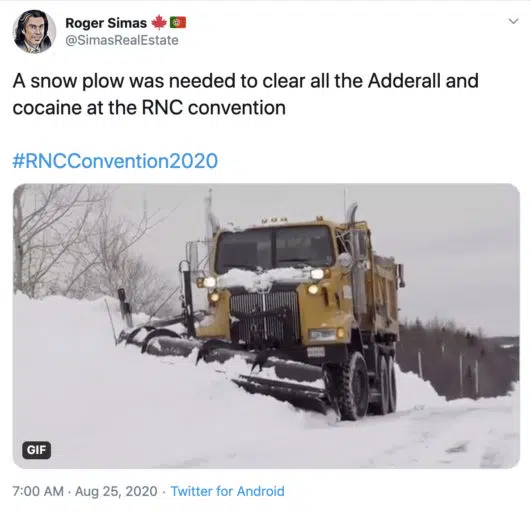 Roger Simas 🍁 🇵🇹
@SimasRealEstate
A snow plow was needed to clear all the Adderall and
cocaine at the RNC convention
#RNCConvention2020
GIF
7:00 AM · Aug 25, 2020 · Twitter for Android